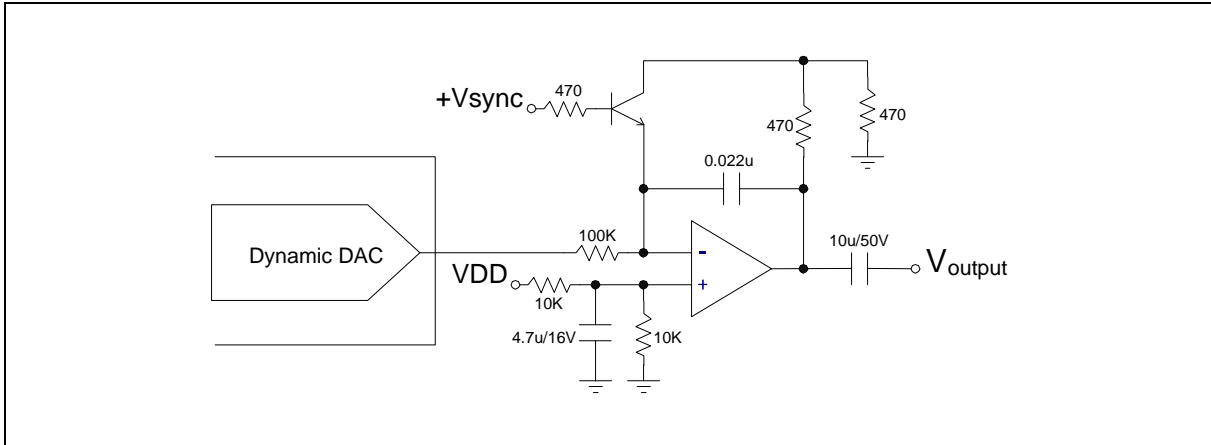 +Vsync
470
470
470
0.022u
Dynamic DAC
100K
-
10u/50V
Voutput
VDD
+
10K
4.7u/16V
10K